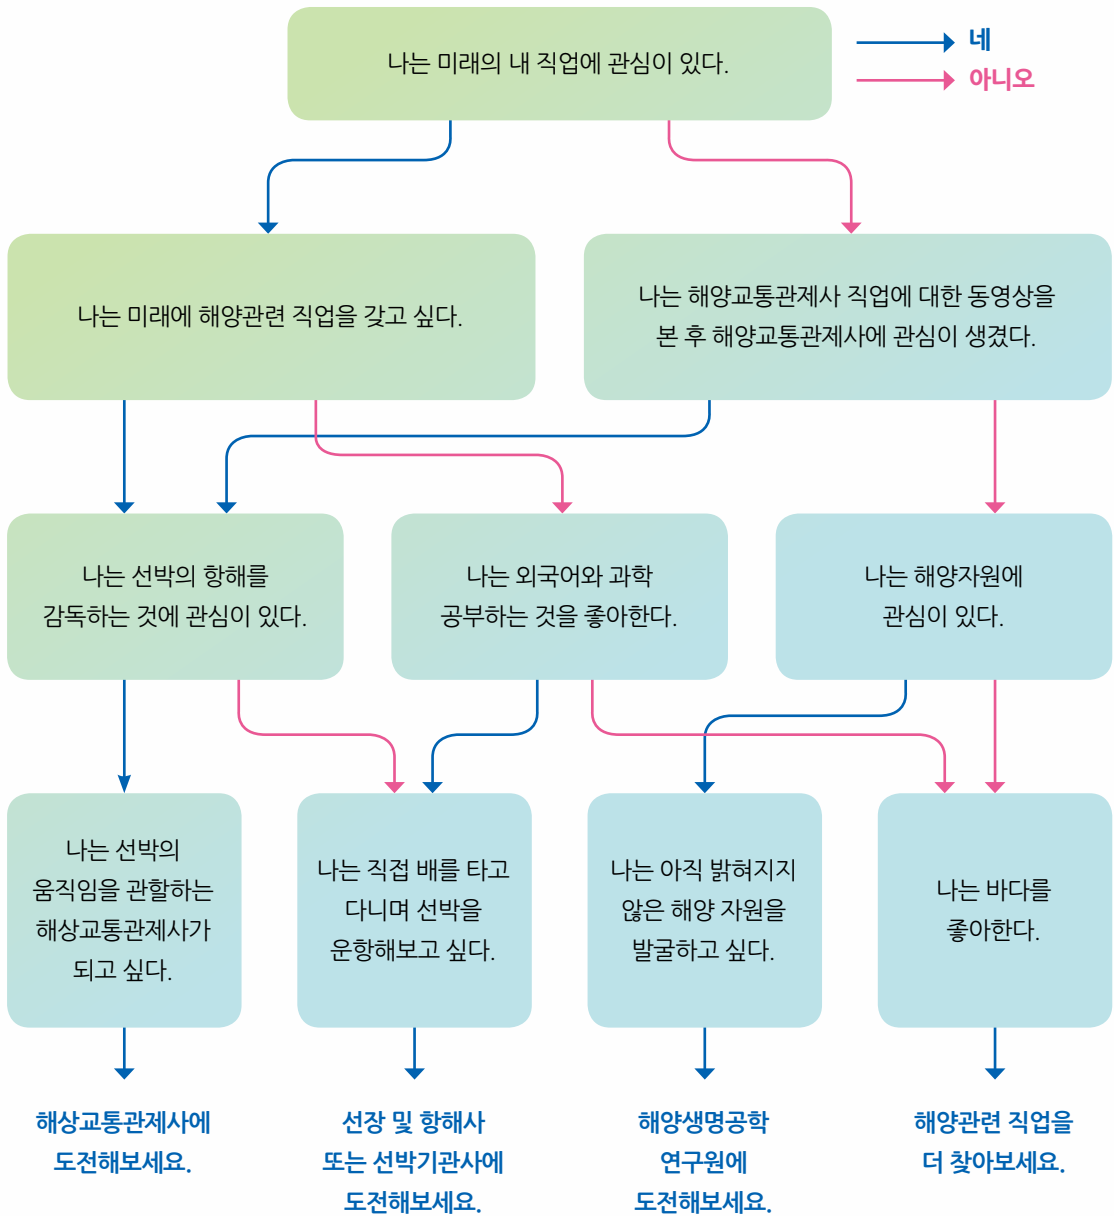 나는 미래의 내 직업에 관심이 있다.
네
아니오
나는 미래에 해양관련 직업을 갖고 싶다.
나는 해양교통관제사 직업에 대한 동영상을
본 후 해양교통관제사에 관심이 생겼다.
나는 선박의 항해를
감독하는 것에 관심이 있다.
나는 외국어와 과학
공부하는 것을 좋아한다.
나는 해양자원에
관심이 있다.
나는 선박의
움직임을 관할하는
해상교통관제사가
되고 싶다.
나는 직접 배를 타고
다니며 선박을
운항해보고 싶다.
나는 아직 밝혀지지
않은 해양 자원을
발굴하고 싶다.
나는 바다를
좋아한다.
해상교통관제사에
도전해보세요.
선장 및 항해사
또는 선박기관사에
도전해보세요.
해양생명공학
연구원에
도전해보세요.
해양관련 직업을
더 찾아보세요.